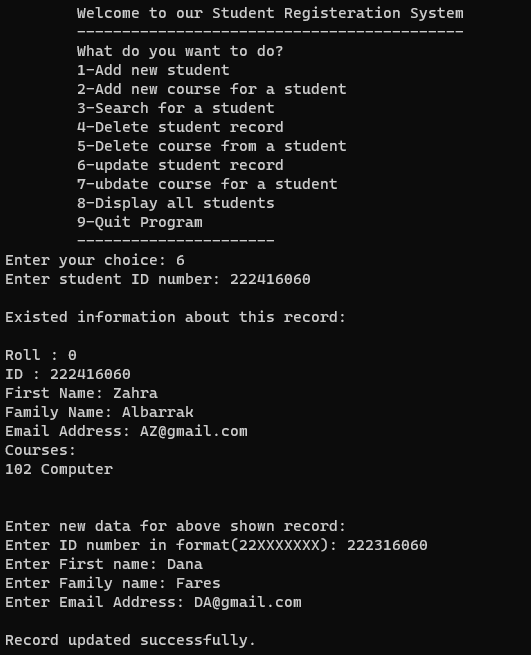 Welcome to our Student Registeration System
-------------------------------------------
What do you want to do?
1-Add new student
2-Add new course for a student
3-Search for a student
4-Delete student record
5-Delete course from a student
6-update student record
7-ubdate course for a student
8-Display all students
9-Quit Program
----------------------
Enter your choice: 6
Enter student ID number: 222416060
Existed information about this record:
Roll : 0
ID : 222416060
First Name: Zahra
Family Name: Albarrak
Email Address: AZ@gmail.com
Courses:
102 Computer
Enter new data for above shown record:
Enter ID number in format(22XXXXXXX): 222316060
Enter First name: Dana
Enter Family name: Fares
Enter Email Address: DA@gmail.com
Record updated successfully.